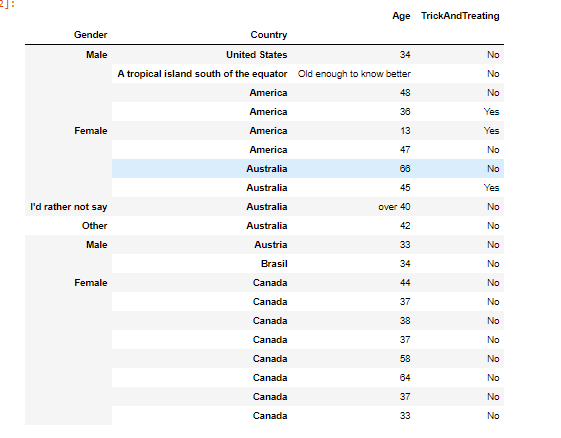 2]:
Age TrickAndTreating
Gender Country
Male United States 34 No
A tropical island south of the equator Old enough to know better No
America 48 No
America 36 Yes
Female America 13 Yes
America 47 No
Australia 66 No
Australia 45 Yes
I'd rather not say Australia over 40 No
Other Australia 42 No
Male Austria 33 No
Brasil 34 No
Female Canada 44 No
Canada 37 No
Canada 38 No
Canada 37 No
Canada 58 No
Canada 64 No
Canada 37 No
Canada 33 No